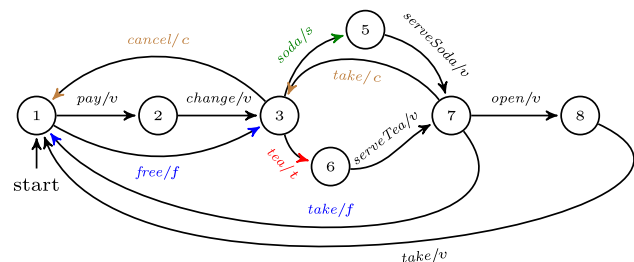 5
soda/s
serveSoda/v
cancel/c
take/c
1
pay/v
2
change/v
3
7
open/v
8
free/f
tea/t
6
serveTea/v
start
take/f
take/v